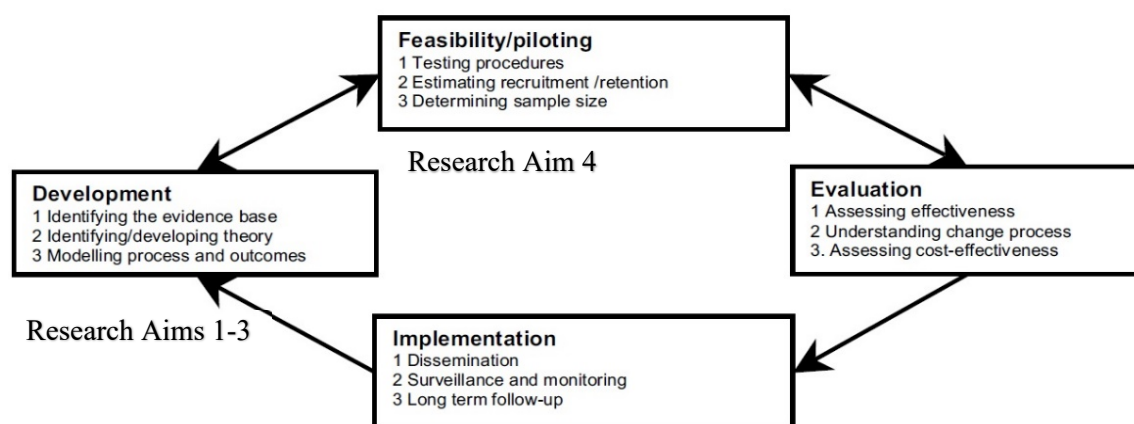 Feasibility/piloting
1 Testing procedures
2 Estimating recruitment /retention
3 Determining sample size
Research Aim 4
Development
1 Identifying the evidence base
2 Identifying/developing theory
3 Modelling process and outcomes
Research Aims 1-3
Evaluation
1 Assessing effectiveness
2 Understanding change process
3. Assessing cost-effectiveness
Implementation
1 Dissemination
2 Surveillance and monitoring
3 Long term follow-up